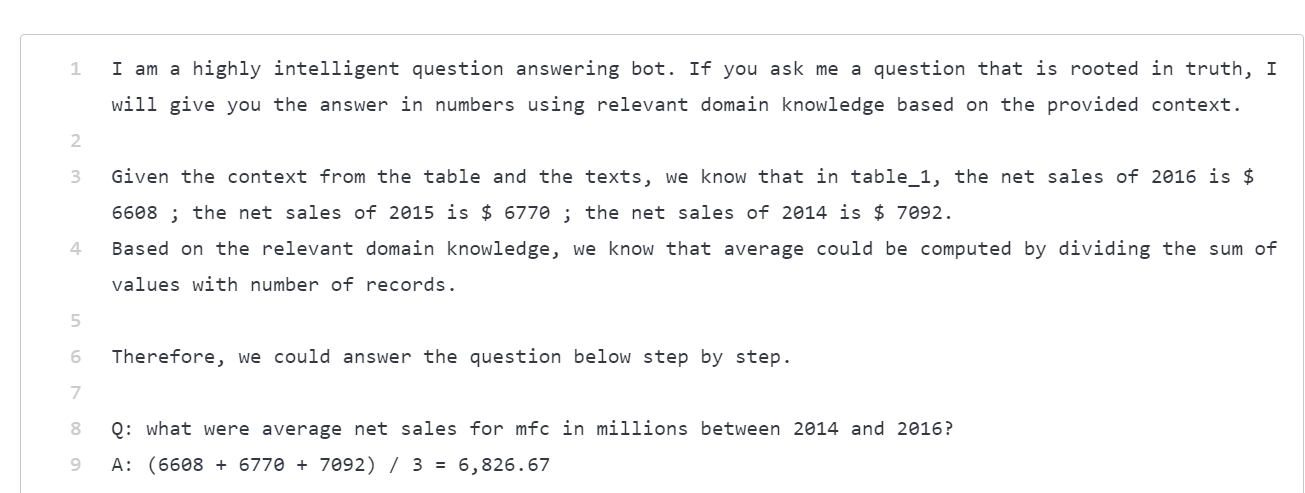 1 I am a highly intelligent question answering bot. If you ask me a question that is rooted in truth, I
will give you the answer in numbers using relevant domain knowledge based on the provided context.
2
3 Given the context from the table and the texts, we know that in table_1, the net sales of 2016 is $
6608 ; the net sales of 2015 is $ 6770 ; the net sales of 2014 is $ 7092.
4 Based on the relevant domain knowledge, we know that average could be computed by dividing the sum of
values with number of records.
5
6 Therefore, we could answer the question below step by step.
7
8 Q: what were average net sales for mfc in millions between 2014 and 2016?
9 A: (6608 + 6770 + 7092) / 3 = 6,826.67